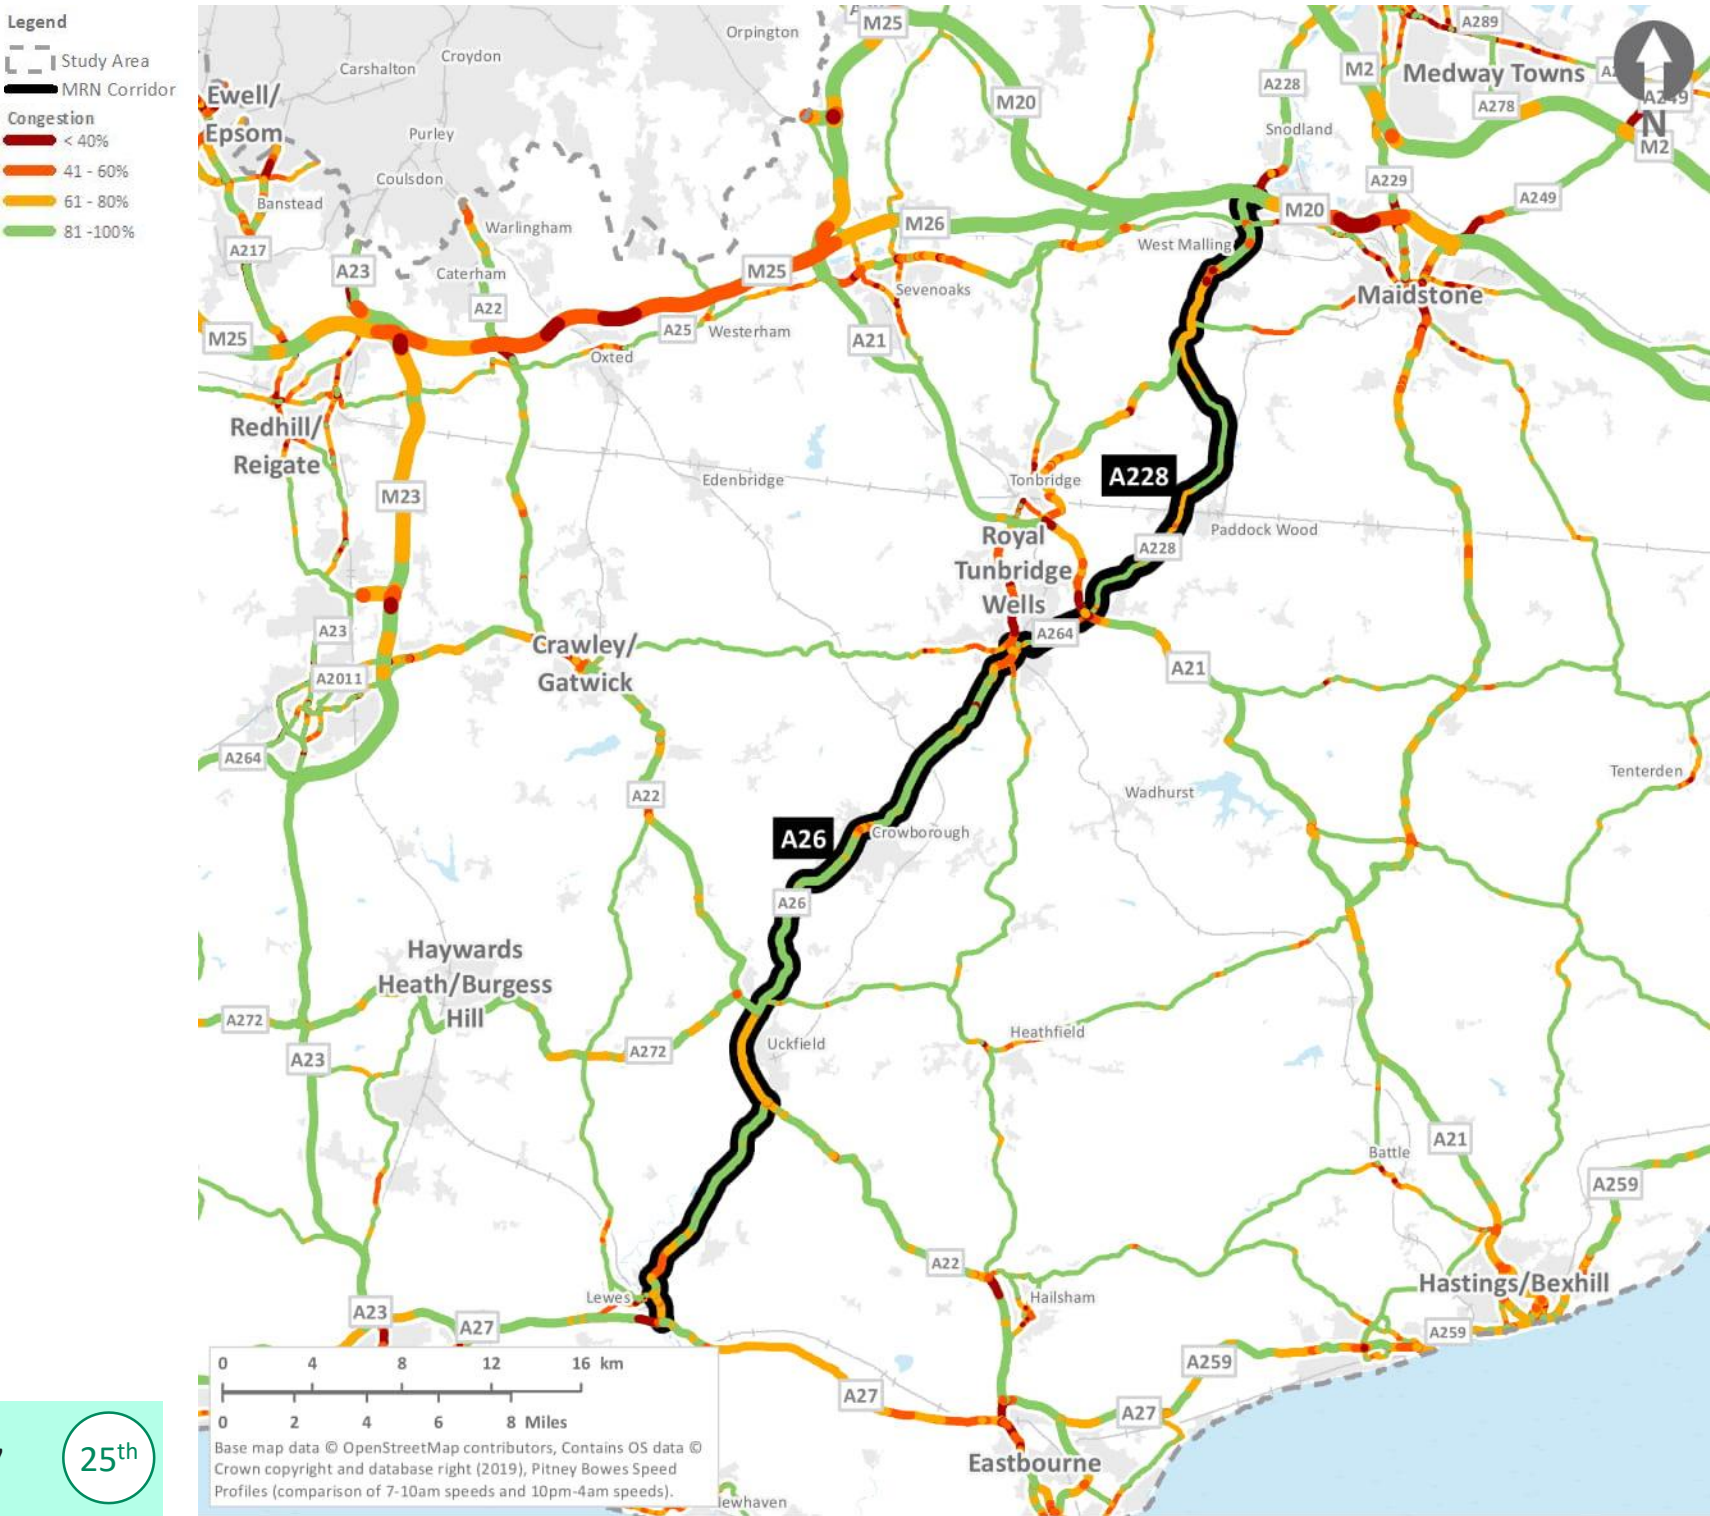 Legend
Study Area
MRN Corridor
Congestion
< 40%
41 - 60%
61 - 80%
81 -100%
Orpington
M25
A289
Croydon
Carshalton
M2
Medway Towns
A228
Ewell/
Epsom
M20
A278
A249
N
M2
Purley
Snodland
Coulsdon
A229
A249
Banstead
M20
Warlingham
M26
A217
West Malling
A23
Caterham
M25
Sevenoaks
Maidstone
A22
M25
A25
Westerham
A21
Oxted
Redhill/
Reigate
A228
Edenbridge
Tonbridge
M23
Paddock Wood
Royal
Tunbridge
Wells
A228
A23
A264
Crawley/
Gatwick
A2011
A21
A264
Tenterden
A22
Wadhurst
A26
Crowborough
A26
Haywards
Heath/Burgess
Hill
A272
Heathfield
A23
A272
Uckfield
A21
Battle
A259
A22
Hastings/Bexhill
Lewes
Hailsham
A23
A27
A259
A259
0 4 8 12 16 km
0 2 4 6 8 Miles
A27
A27
Base map data © OpenStreetMap contributors, Contains OS data ©
Crown copyright and database right (2019), Pitney Bowes Speed
Profiles (comparison of 7-10am speeds and 10pm-4am speeds).
Eastbourne
25th